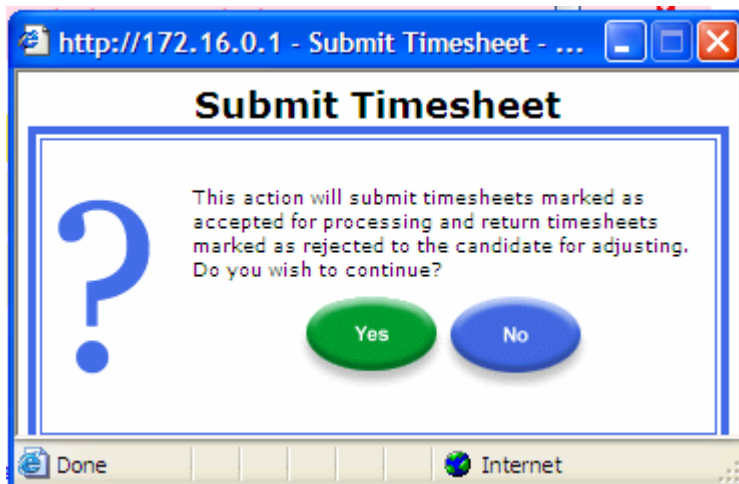 http://172.16.0.1 - Submit Timesheet - ...
Submit Timesheet
?
This action will submit timesheets marked as
accepted for processing and return timesheets
marked as rejected to the candidate for adjusting.
Do you wish to continue?
Yes No
Done Internet